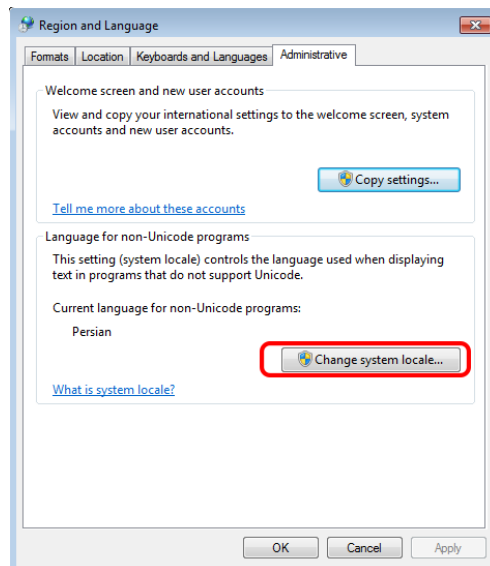 Region and Language
Formats Location Keyboards and Languages Administrative
Welcome screen and new user accounts
View and copy your international settings to the welcome screen, system
accounts and new user accounts.
Copy settings...
Tell me more about these accounts
Language for non-Unicode programs
This setting (system locale) controls the language used when displaying
text in programs that do not support Unicode.
Current language for non-Unicode programs:
Persian
Change system locale...
What is system locale?
OK Cancel Apply